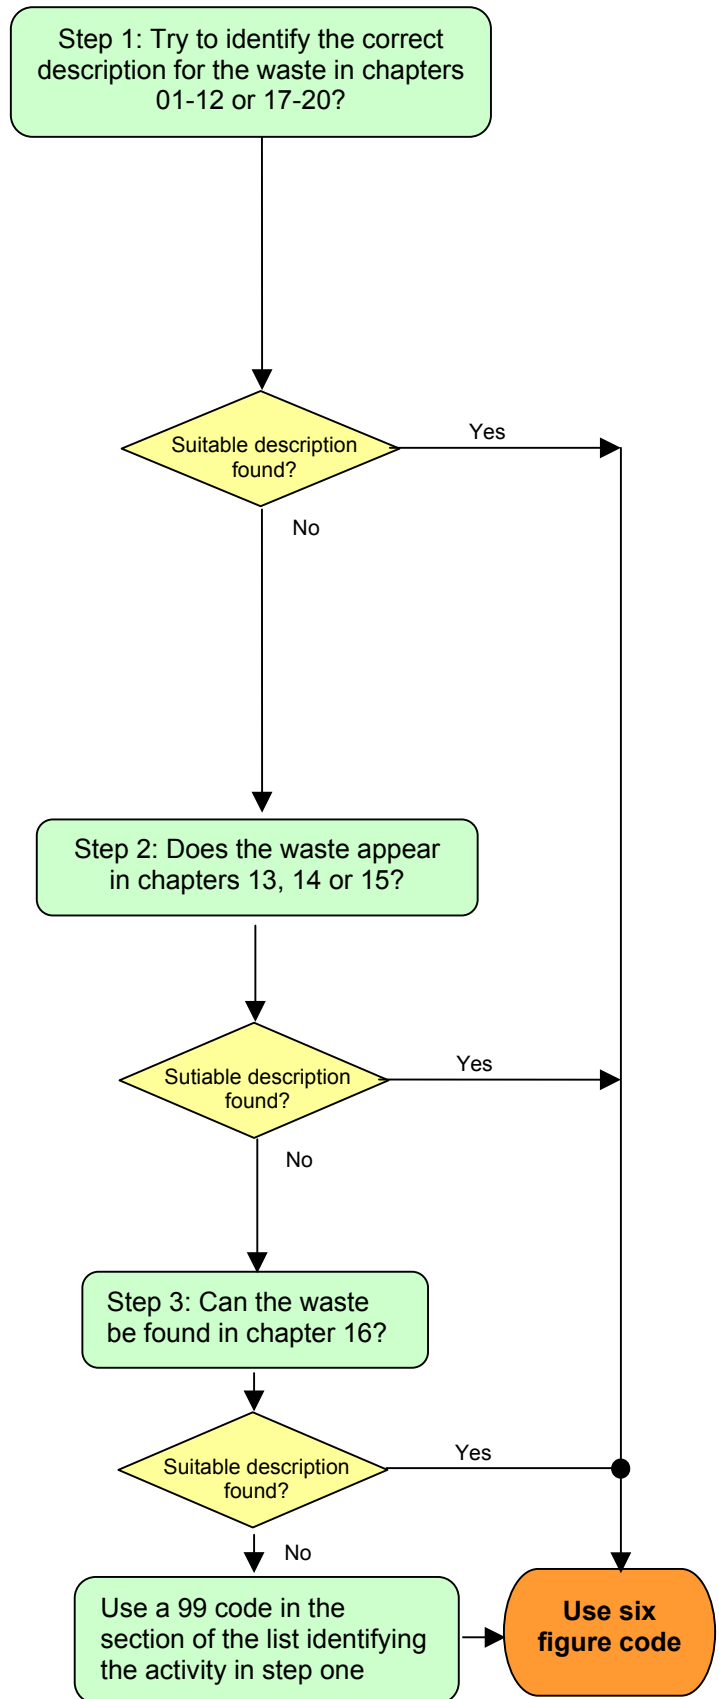 Step 1: Try to identify the correct
description for the waste in chapters
01-12 or 17-20?
Suitable description
found?
Yes
No
Step 2: Does the waste appear
in chapters 13, 14 or 15?
Sutiable description
found?
Yes
No
Step 3: Can the waste
be found in chapter 16?
Suitable description
found?
Yes
No
Use a 99 code in the
section of the list identifying
the activity in step one
Use six
figure code